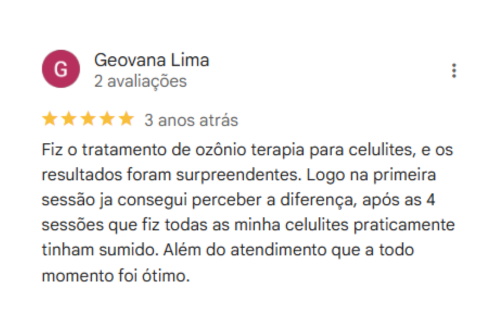 G
Geovana Lima
2 avaliações
3 anos atrás
Fiz o tratamento de ozônio terapia para celulites, e os
resultados foram surpreendentes. Logo na primeira
sessão ja consegui perceber a diferença, após as 4
sessões que fiz todas as minha celulites praticamente
tinham sumido. Além do atendimento que a todo
momento foi ótimo.